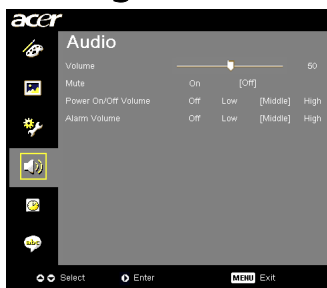 acer
Audio
Volume 50
Mute On [Off]
Power On/Off Volume Off Low [Middle] High
Alarm Volume Off Low [Middle] High
abc
Select Enter MENU Exit